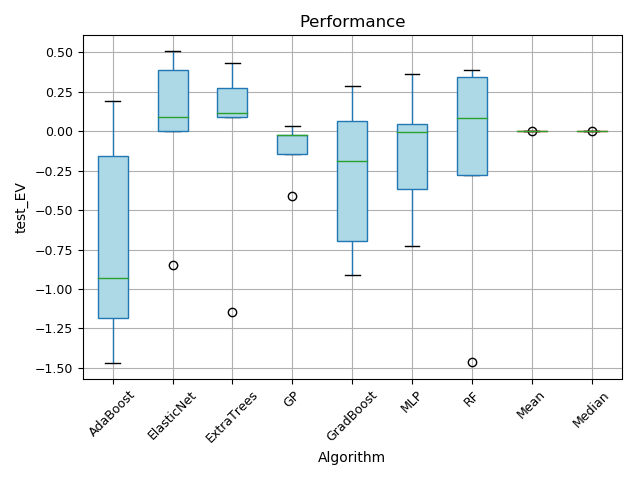 Performance
0.50
0.25
0.00
−0.25
−0.50
−0.75
−1.00
−1.25
−1.50
test_EV
AdaBoost
ElasticNet
ExtraTrees
GP
GradBoost
MLP
RF
Mean
Median
Algorithm